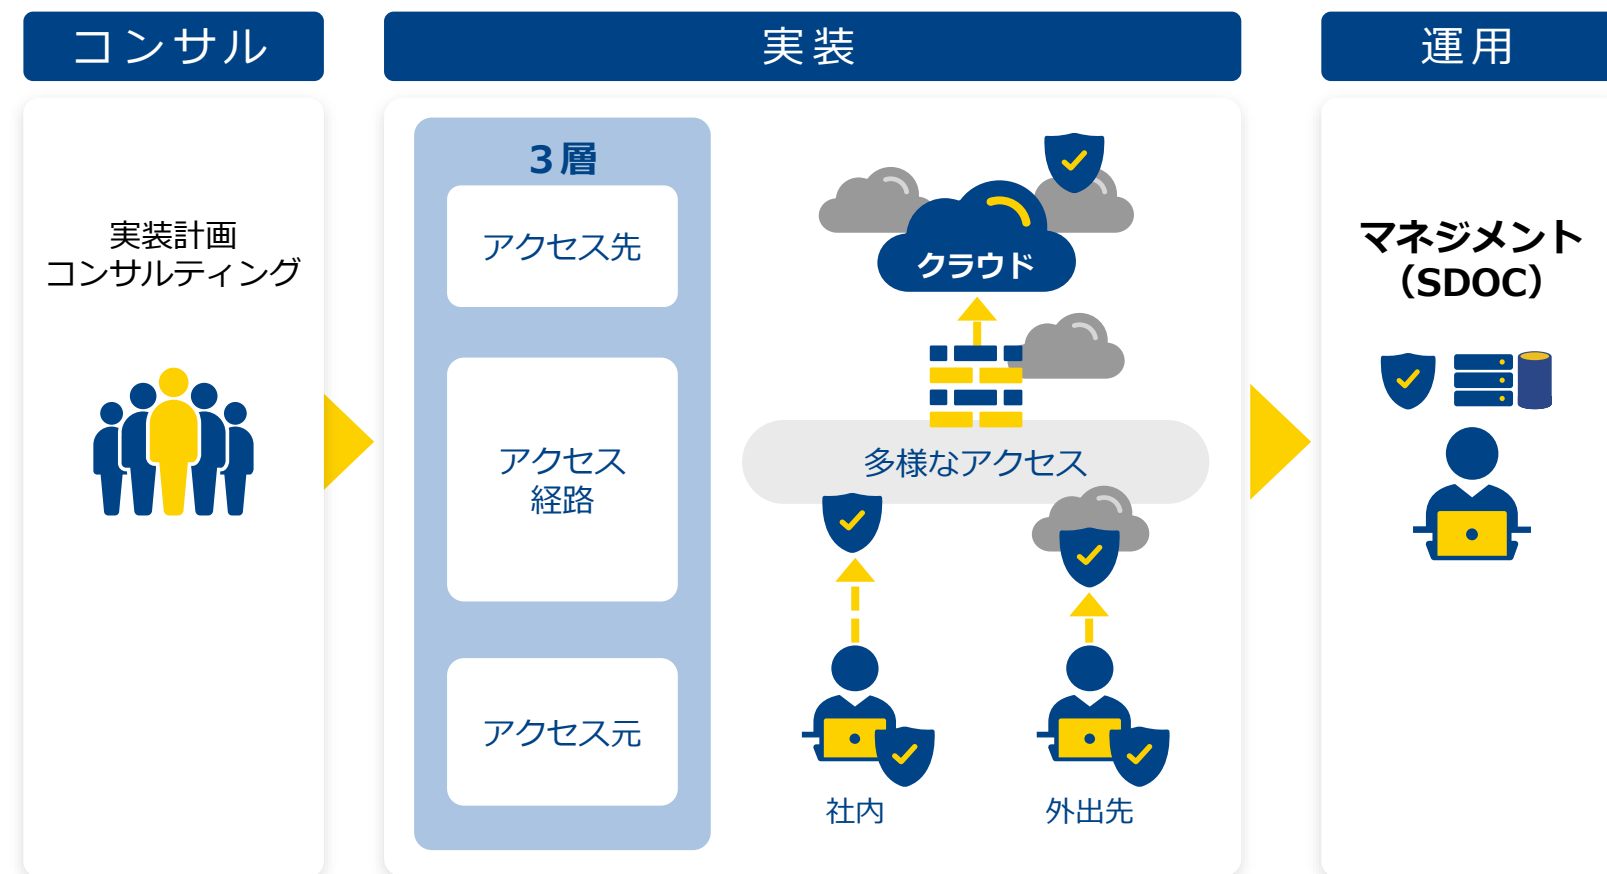 コンサル
実装
運用
実装計画
コンサルティング
3層
アクセス先
アクセス
経路
アクセス元
クラウド
多様なアクセス
社内
外出先
マネジメント
（SDOC）